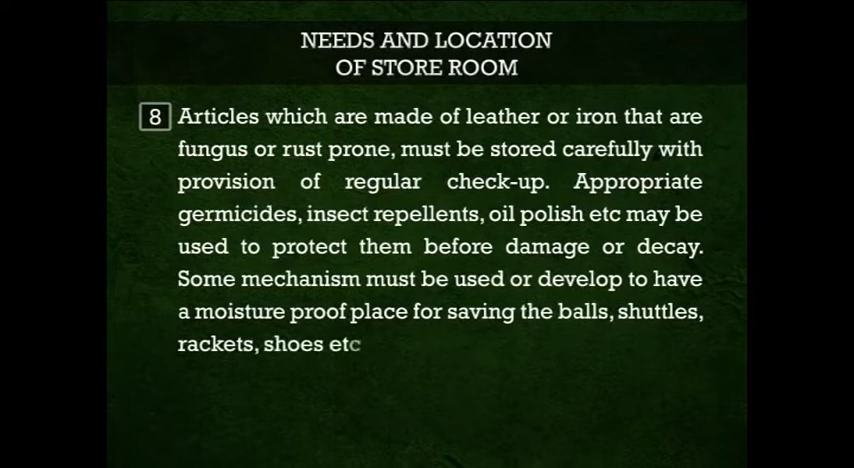 NEEDS AND LOCATION
OF STORE ROOM
8 Articles which are made of leather or iron that are
fungus or rust prone, must be stored carefully with
provision of regular check-up. Appropriate
germicides, insect repellents, oil polish etc may be
used to protect them before damage or decay.
Some mechanism must be used or develop to have
a moisture proof place for saving the balls, shuttles,
rackets, shoes etc